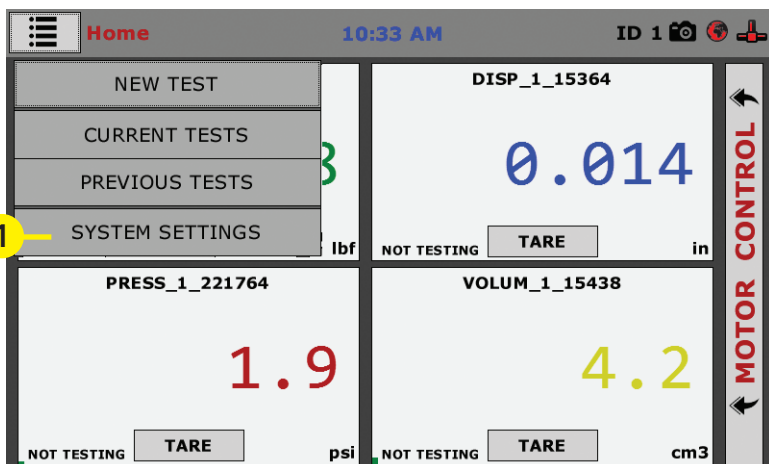 Home 10:33 AM ID 1
NEW TEST
CURRENT TESTS
PREVIOUS TESTS
SYSTEM SETTINGS
1
lbf
DISP_1_15364
0.014
NOT TESTING TARE in
PRESS_1_221764
1.9
NOT TESTING TARE psi
VOLUM_1_15438
4.2
NOT TESTING TARE cm3
MOTOR CONTROL